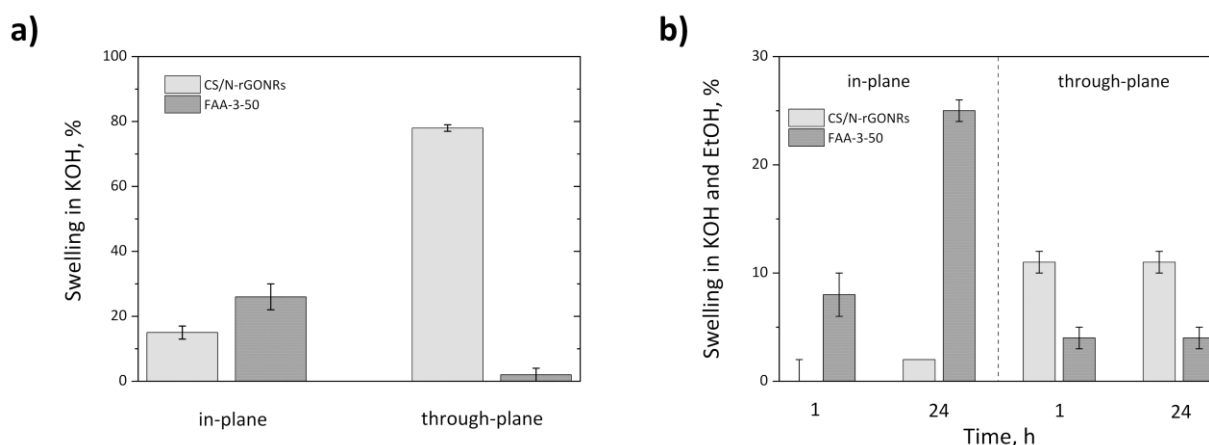 a)
Swelling in KOH, %
100
80
60
40
20
0
CS/N-rGONRs
FAA-3-50
in-plane
through-plane
b)
Swelling in KOH and EtOH, %
30
20
10
0
in-plane
through-plane
CS/N-rGONRs
FAA-3-50
1
24
1
24
Time, h